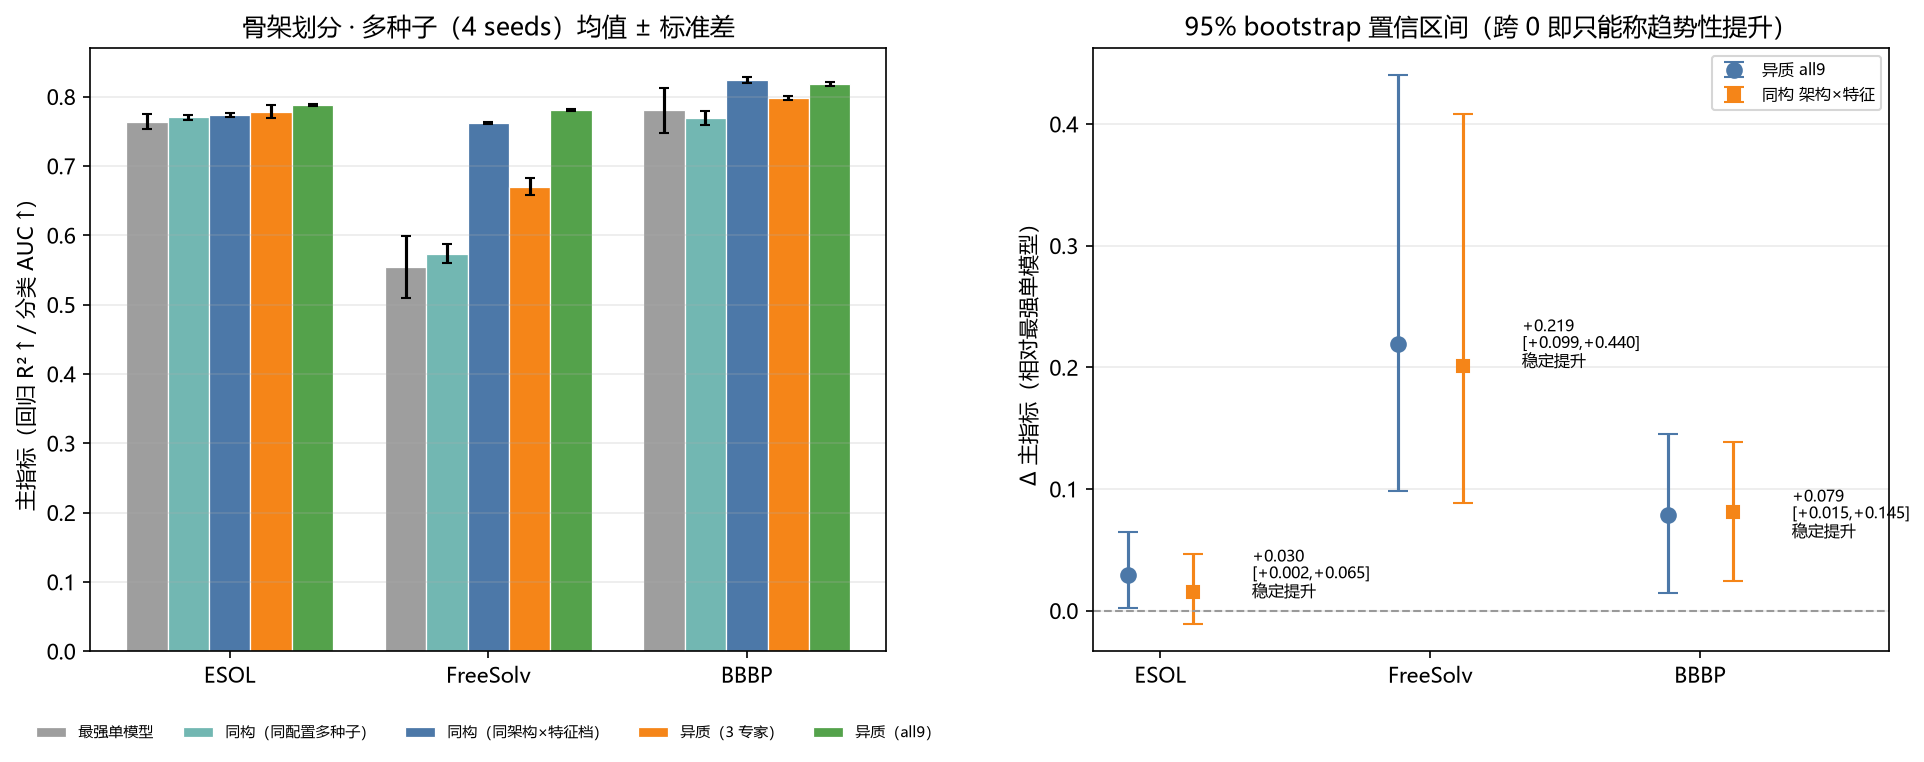 骨架划分 · 多种子（4 seeds）均值 ± 标准差
主指标（回归 R² ↑ / 分类 AUC ↑）
0.8
0.7
0.6
0.5
0.4
0.3
0.2
0.1
0.0
ESOL
FreeSolv
BBBP
最强单模型
同构（同配置多种子）
同构（同架构×特征档）
异质（3 专家）
异质（all9）
95% bootstrap 置信区间（跨 0 即只能称趋势性提升）
Δ 主指标（相对最强单模型）
0.4
0.3
0.2
0.1
0.0
异质 all9
同构 架构×特征
+0.030
[+0.002,+0.065]
稳定提升
+0.219
[+0.099,+0.440]
稳定提升
+0.079
[+0.015,+0.145]
稳定提升
ESOL
FreeSolv
BBBP